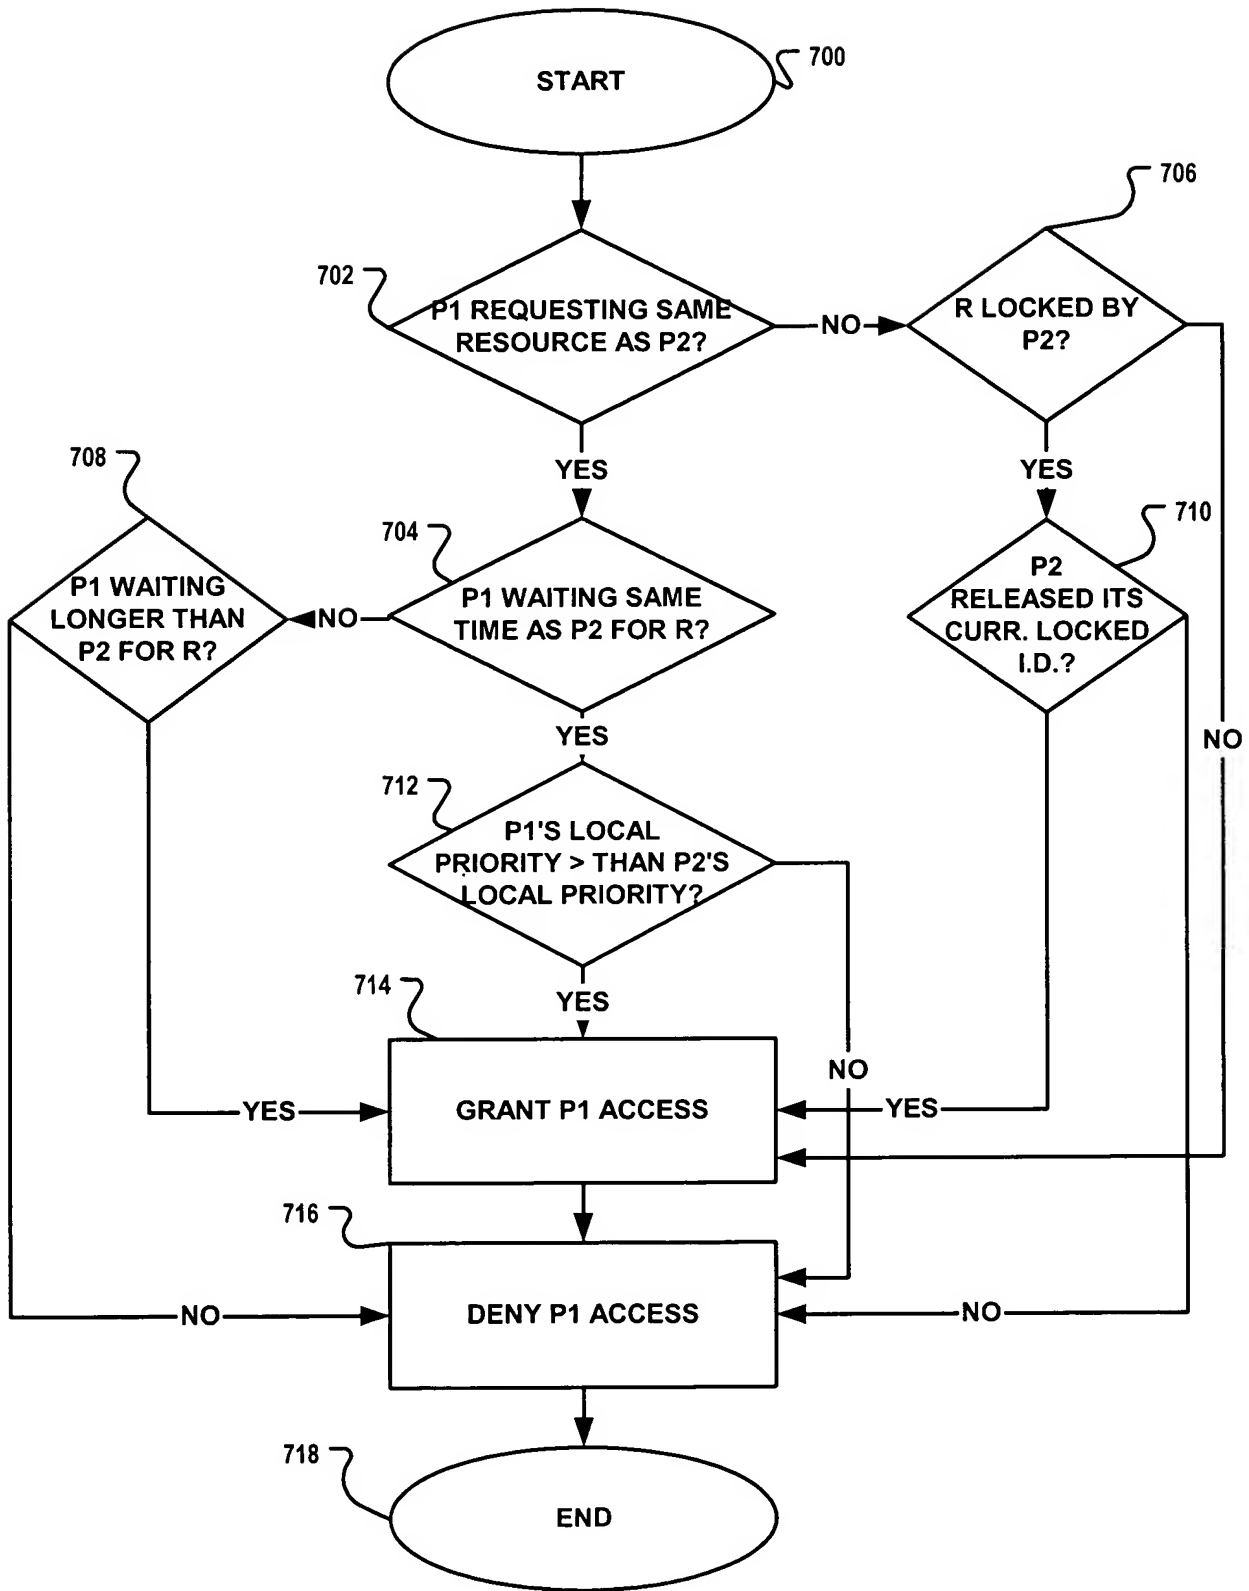 START
700
706
702
P1 REQUESTING SAME
RESOURCE AS P2?
NO
R LOCKED BY
P2?
YES
YES
708
704
710
P1 WAITING
LONGER THAN
P2 FOR R?
NO
P1 WAITING SAME
TIME AS P2 FOR R?
P2
RELEASED ITS
CURR. LOCKED
I.D.?
YES
NO
712
P1'S LOCAL
PRIORITY > THAN P2'S
LOCAL PRIORITY?
714
YES
NO
YES
GRANT P1 ACCESS
YES
716
NO
DENY P1 ACCESS
NO
718
END